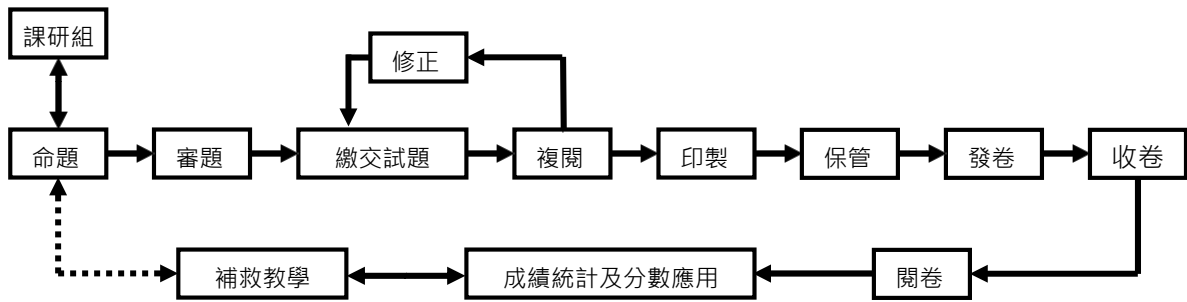 課研組
修正
命題
審題
繳交試題
複閱
印製
保管
發卷
收卷
補救教學
成績統計及分數應用
閱卷